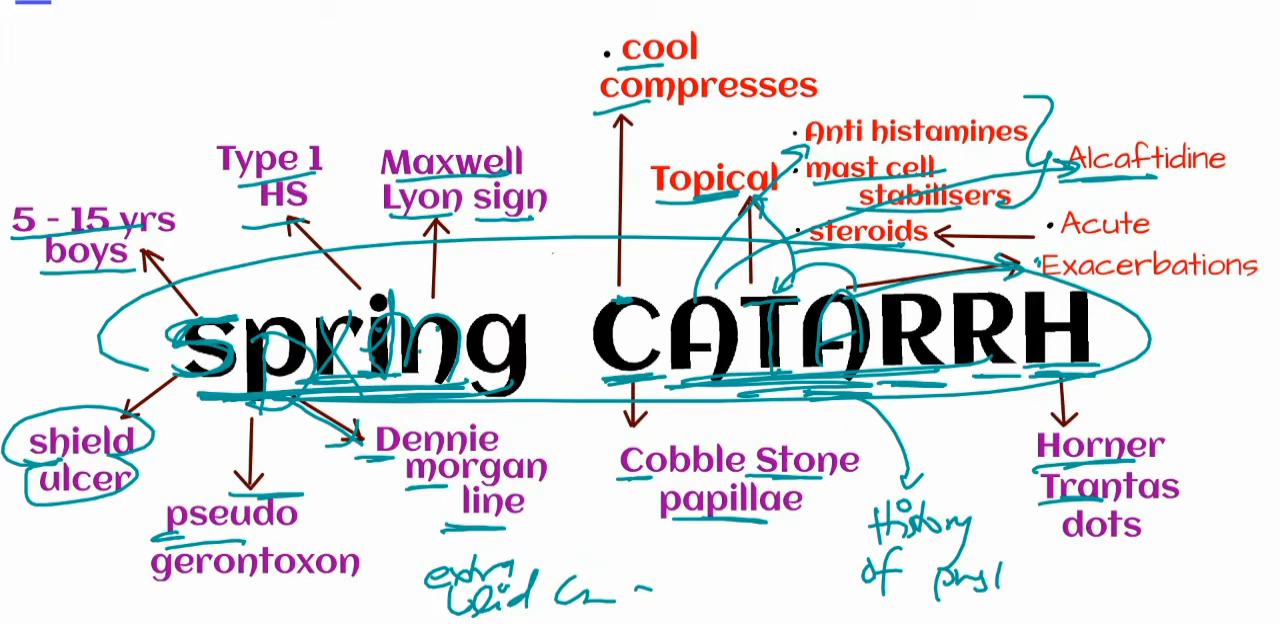 cool
compresses
Anti histamines
mast cell
stabilisers
steroids
Alcaftidine
Acute
Exacerbations
Type 1
HS
Maxwell
Lyon sign
Topical
5 - 15 yrs
boys
spring CATARRH
shield
ulcer
pseudo
gerontoxon
Dennie
morgan
line
Cobble Stone
papillae
Horner
Trantas
dots
History
of
extra